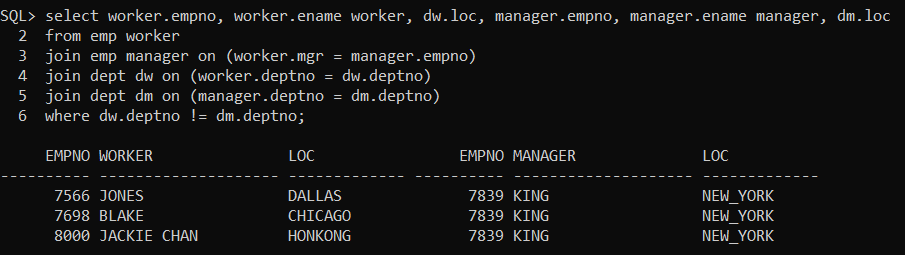 SQL> select worker.empno, worker.ename worker, dw.loc, manager.empno, manager.ename manager, dm.loc
2 from emp worker
3 join emp manager on (worker.mgr = manager.empno)
4 join dept dw on (worker.deptno = dw.deptno)
5 join dept dm on (manager.deptno = dm.deptno)
6 where dw.deptno != dm.deptno;
EMPNO WORKER LOC EMPNO MANAGER LOC
---------- -------------------- ------------- ---------- -------------------- -------------
7566 JONES DALLAS 7839 KING NEW_YORK
7698 BLAKE CHICAGO 7839 KING NEW_YORK
8000 JACKIE CHAN HONKONG 7839 KING NEW_YORK